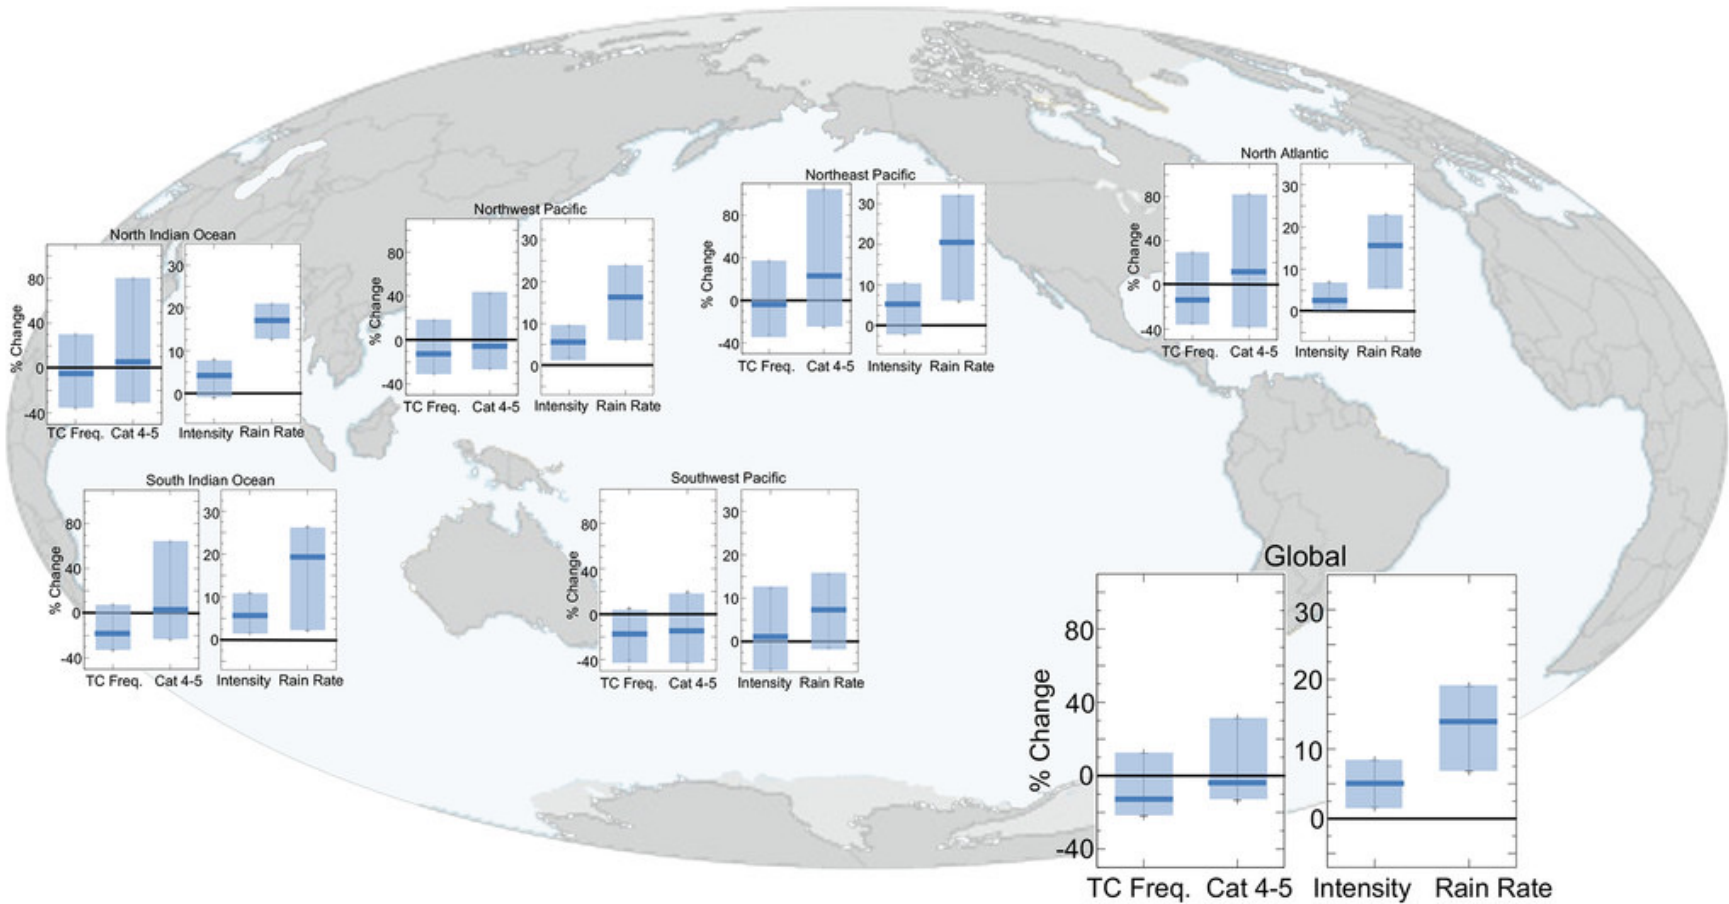 North Atlantic
80
40
0
-40
30
20
10
0
% Change
TC Freq. Cat 4-5
Intensity Rain Rate
Northeast Pacific
80
40
0
-40
30
20
10
0
% Change
TC Freq. Cat 4-5
Intensity Rain Rate
Northwest Pacific
80
40
0
-40
30
20
10
0
% Change
TC Freq. Cat 4-5
Intensity Rain Rate
North Indian Ocean
80
40
0
-40
30
20
10
0
% Change
TC Freq. Cat 4-5
Intensity Rain Rate
South Indian Ocean
80
40
0
-40
30
20
10
0
% Change
TC Freq. Cat 4-5
Intensity Rain Rate
Southwest Pacific
80
40
0
-40
30
20
10
0
% Change
TC Freq. Cat 4-5
Intensity Rain Rate
Global
80
40
0
-40
30
20
10
0
% Change
TC Freq. Cat 4-5
Intensity Rain Rate